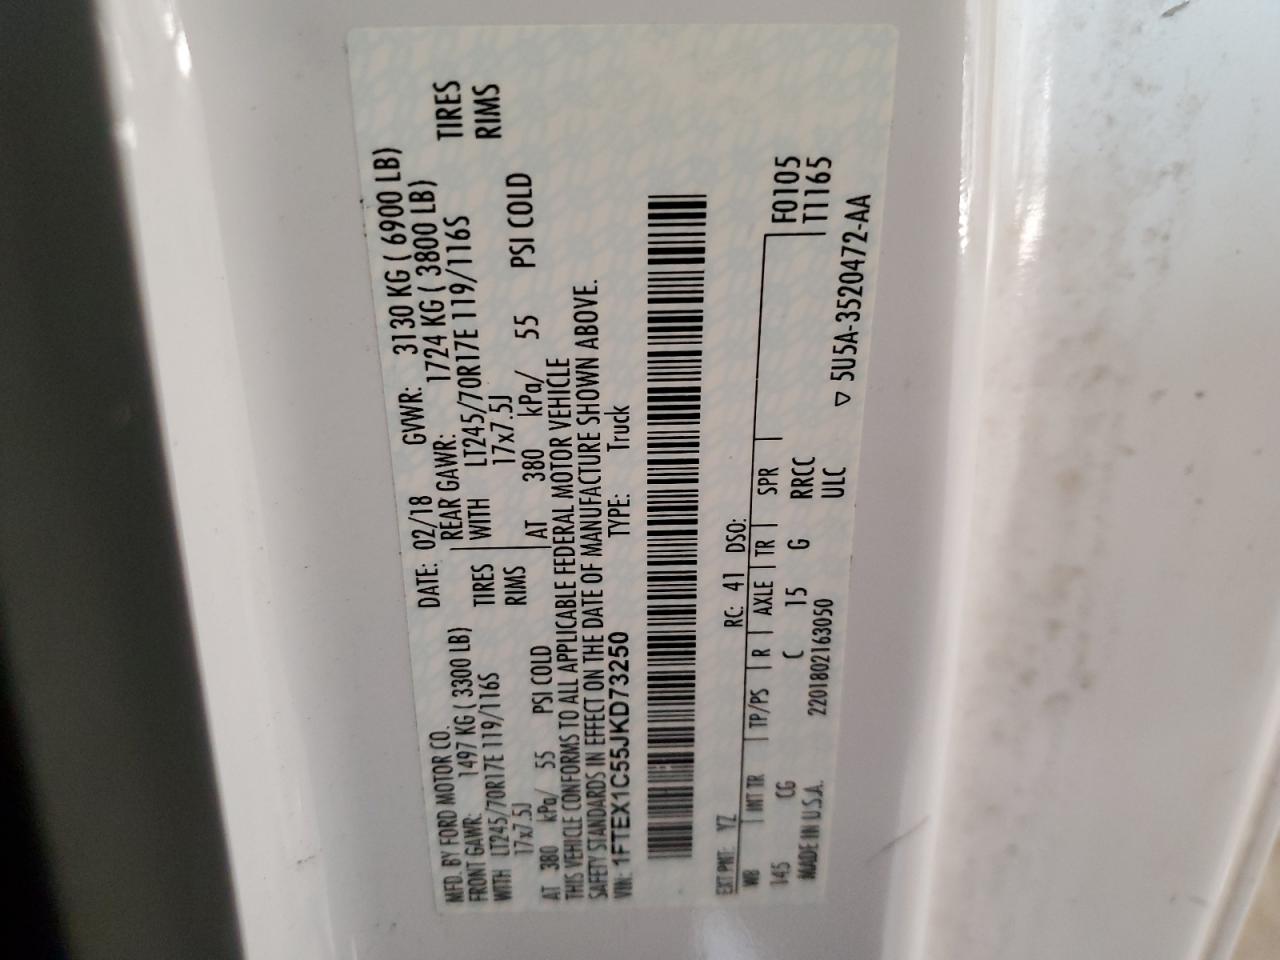 MFD. BY FORD MOTOR CO.
DATE: 02/18 GVWR: 3130 KG ( 6900 LB)
FRONT GAWR: 1497 KG ( 3300 LB) REAR GAWR: 1724 KG ( 3800 LB)
WITH LT245/70R17E 119/116S TIRES WITH LT245/70R17E 119/116S TIRES
17x7.5J RIMS 17x7.5J RIMS
AT 380 kPa/ 55 PSI COLD AT 380 kPa/ 55 PSI COLD
THIS VEHICLE CONFORMS TO ALL APPLICABLE FEDERAL MOTOR VEHICLE
SAFETY STANDARDS IN EFFECT ON THE DATE OF MANUFACTURE SHOWN ABOVE.
VIN: 1FTEX1C55JKD73250 TYPE: Truck
EXT PNT: YZ RC: 41 DSO:
WB INT TR TP/PS R AXLE TR SPR F0105
145 CG C 15 G RRCC T1165
MADE IN U.S.A. 2201802163050 ULC
▽ 5U5A-3520472-AA